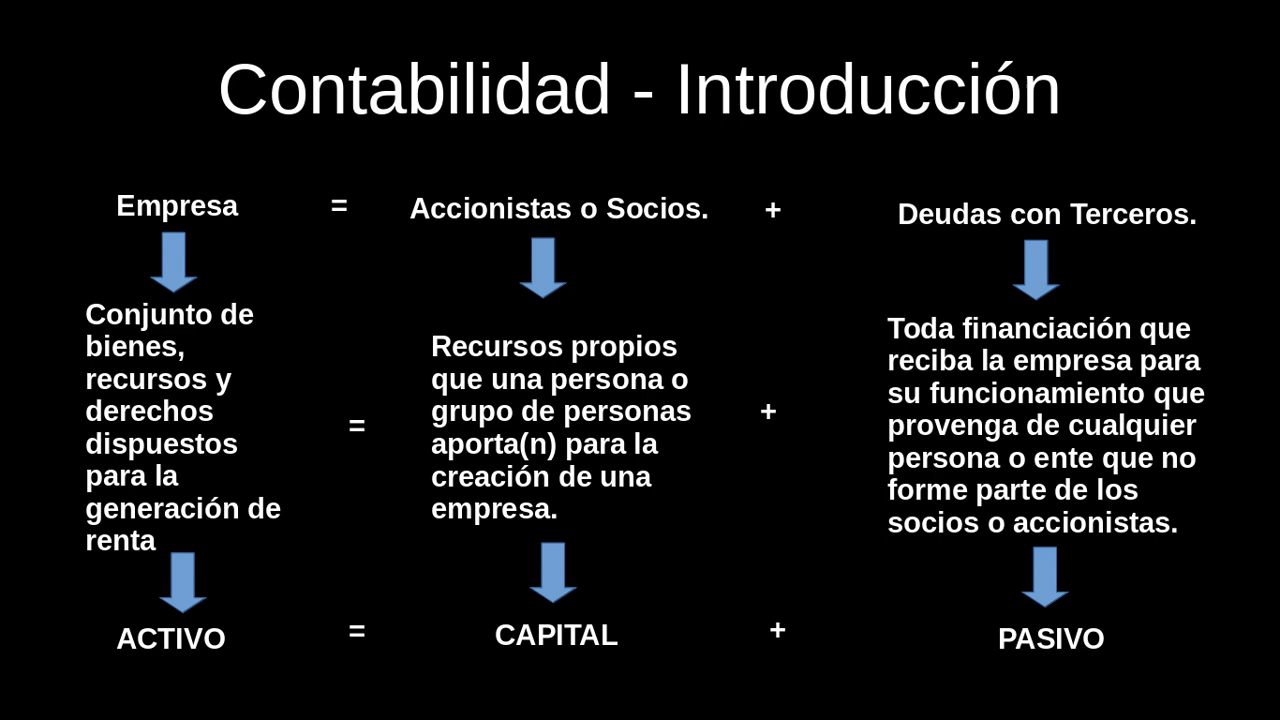 Contabilidad - Introducción
Empresa = Accionistas o Socios. + Deudas con Terceros.
Conjunto de
bienes,
recursos y
derechos
dispuestos
para la
generación de
renta
=
Recursos propios
que una persona o
grupo de personas
aporta(n) para la
creación de una
empresa.
+
Toda financiación que
reciba la empresa para
su funcionamiento que
provenga de cualquier
persona o ente que no
forme parte de los
socios o accionistas.
ACTIVO = CAPITAL + PASIVO